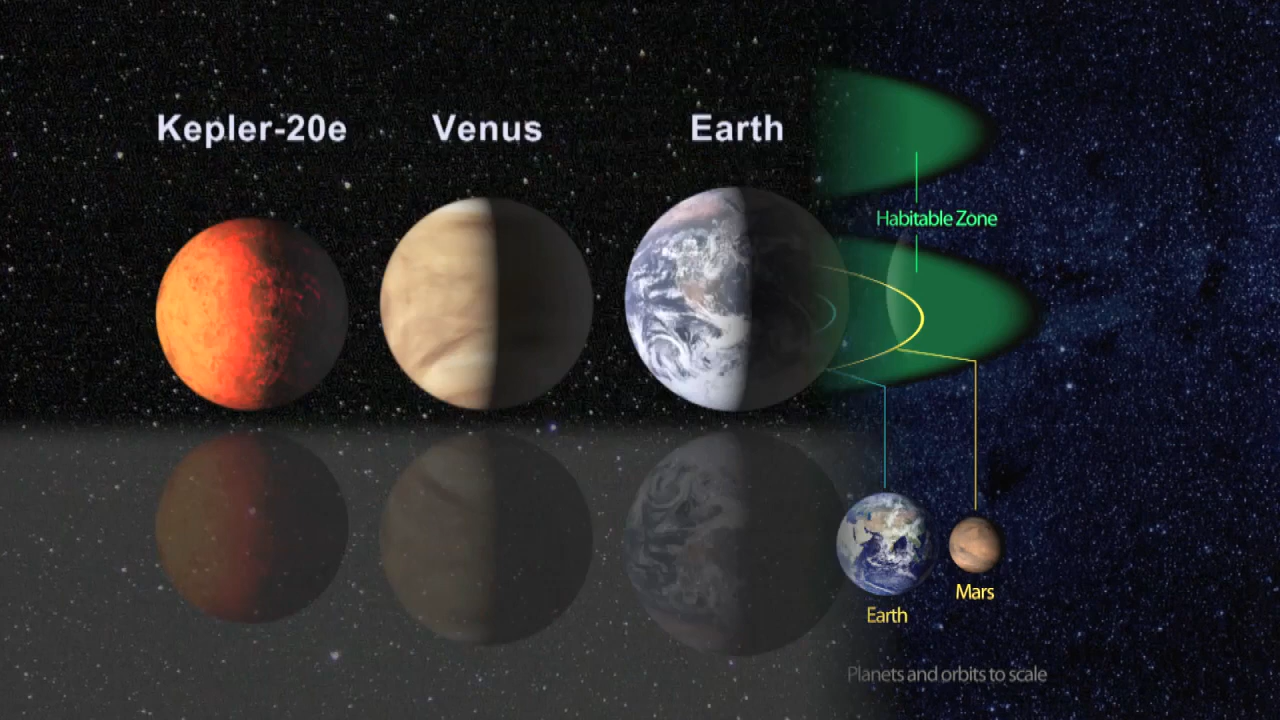 Kepler-20e
Venus
Earth
Habitable Zone
Mars
Earth
Planets and orbits to scale